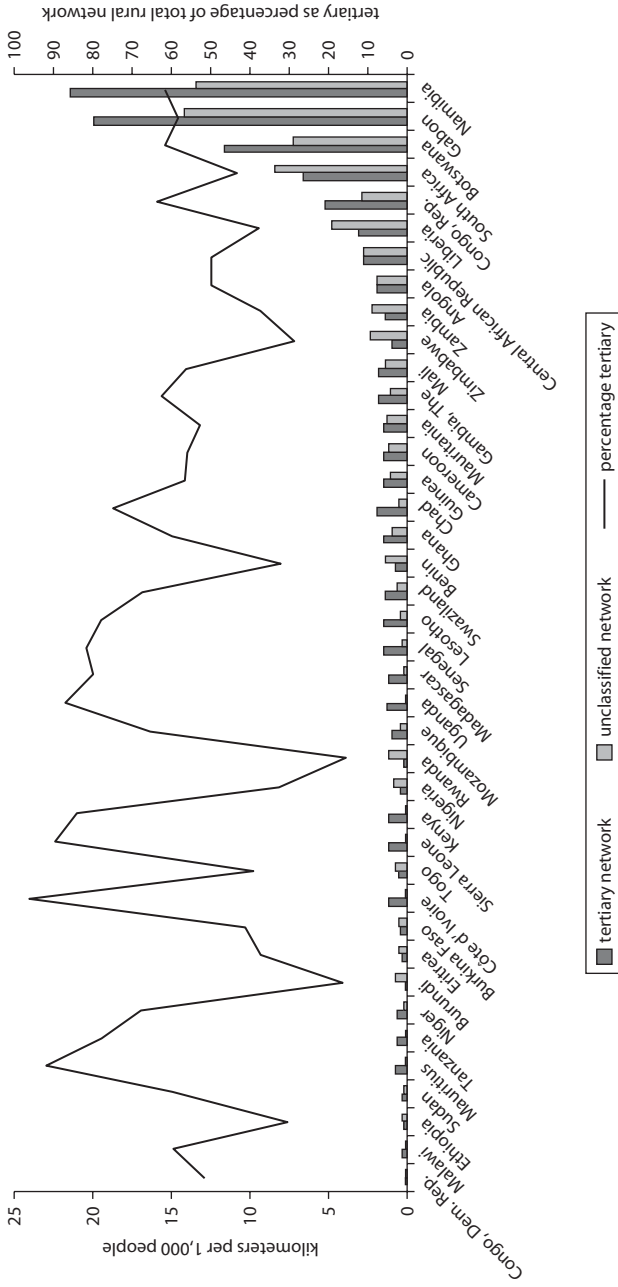 tertiary as percentage of total rural network
100
90
80
70
60
50
40
30
20
10
0
Congo, Dem. Rep.
Malawi
Ethiopia
Sudan
Mauritius
Tanzania
Niger
Burundi
Eritrea
Burkina Faso
Côte d' Ivoire
Togo
Sierra Leone
Kenya
Nigeria
Rwanda
Mozambique
Uganda
Madagascar
Senegal
Lesotho
Swaziland
Benin
Ghana
Chad
Guinea
Cameroon
Mauritania
Gambia, The
Mali
Zimbabwe
Zambia
Angola
Central African Republic
Liberia
Congo, Rep.
South Africa
Botswana
Gabon
Namibia
25
20
15
10
5
0
kilometers per 1,000 people
tertiary network
unclassified network
percentage tertiary